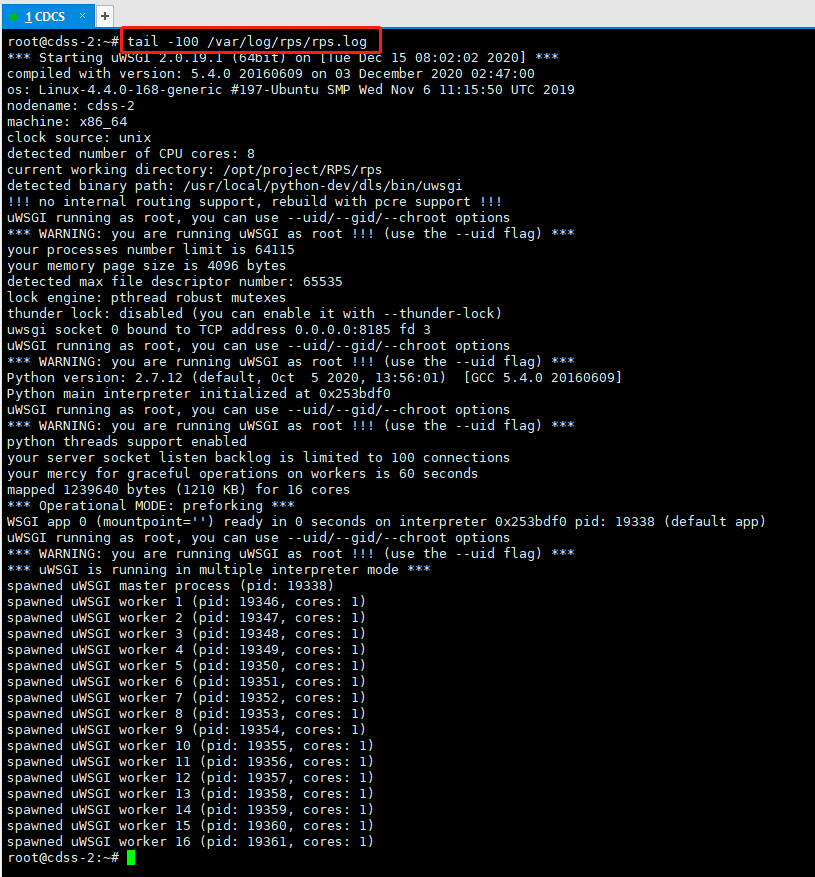 1 CDCS × +
root@cdss-2:~# tail -100 /var/log/rps/rps.log
*** Starting uWSGI 2.0.19.1 (64bit) on [Tue Dec 15 08:02:02 2020] ***
compiled with version: 5.4.0 20160609 on 03 December 2020 02:47:00
os: Linux-4.4.0-168-generic #197-Ubuntu SMP Wed Nov 6 11:15:50 UTC 2019
nodename: cdss-2
machine: x86_64
clock source: unix
detected number of CPU cores: 8
current working directory: /opt/project/RPS/rps
detected binary path: /usr/local/python-dev/dls/bin/uwsgi
!!! no internal routing support, rebuild with pcre support !!!
uWSGI running as root, you can use --uid/--gid/--chroot options
*** WARNING: you are running uWSGI as root !!! (use the --uid flag) ***
your processes number limit is 64115
your memory page size is 4096 bytes
detected max file descriptor number: 65535
lock engine: pthread robust mutexes
thunder lock: disabled (you can enable it with --thunder-lock)
uwsgi socket 0 bound to TCP address 0.0.0.0:8185 fd 3
uWSGI running as root, you can use --uid/--gid/--chroot options
*** WARNING: you are running uWSGI as root !!! (use the --uid flag) ***
Python version: 2.7.12 (default, Oct  5 2020, 13:56:01)  [GCC 5.4.0 20160609]
Python main interpreter initialized at 0x253bdf0
uWSGI running as root, you can use --uid/--gid/--chroot options
*** WARNING: you are running uWSGI as root !!! (use the --uid flag) ***
python threads support enabled
your server socket listen backlog is limited to 100 connections
your mercy for graceful operations on workers is 60 seconds
mapped 1239640 bytes (1210 KB) for 16 cores
*** Operational MODE: preforking ***
WSGI app 0 (mountpoint='') ready in 0 seconds on interpreter 0x253bdf0 pid: 19338 (default app)
uWSGI running as root, you can use --uid/--gid/--chroot options
*** WARNING: you are running uWSGI as root !!! (use the --uid flag) ***
*** uWSGI is running in multiple interpreter mode ***
spawned uWSGI master process (pid: 19338)
spawned uWSGI worker 1 (pid: 19346, cores: 1)
spawned uWSGI worker 2 (pid: 19347, cores: 1)
spawned uWSGI worker 3 (pid: 19348, cores: 1)
spawned uWSGI worker 4 (pid: 19349, cores: 1)
spawned uWSGI worker 5 (pid: 19350, cores: 1)
spawned uWSGI worker 6 (pid: 19351, cores: 1)
spawned uWSGI worker 7 (pid: 19352, cores: 1)
spawned uWSGI worker 8 (pid: 19353, cores: 1)
spawned uWSGI worker 9 (pid: 19354, cores: 1)
spawned uWSGI worker 10 (pid: 19355, cores: 1)
spawned uWSGI worker 11 (pid: 19356, cores: 1)
spawned uWSGI worker 12 (pid: 19357, cores: 1)
spawned uWSGI worker 13 (pid: 19358, cores: 1)
spawned uWSGI worker 14 (pid: 19359, cores: 1)
spawned uWSGI worker 15 (pid: 19360, cores: 1)
spawned uWSGI worker 16 (pid: 19361, cores: 1)
root@cdss-2:~#